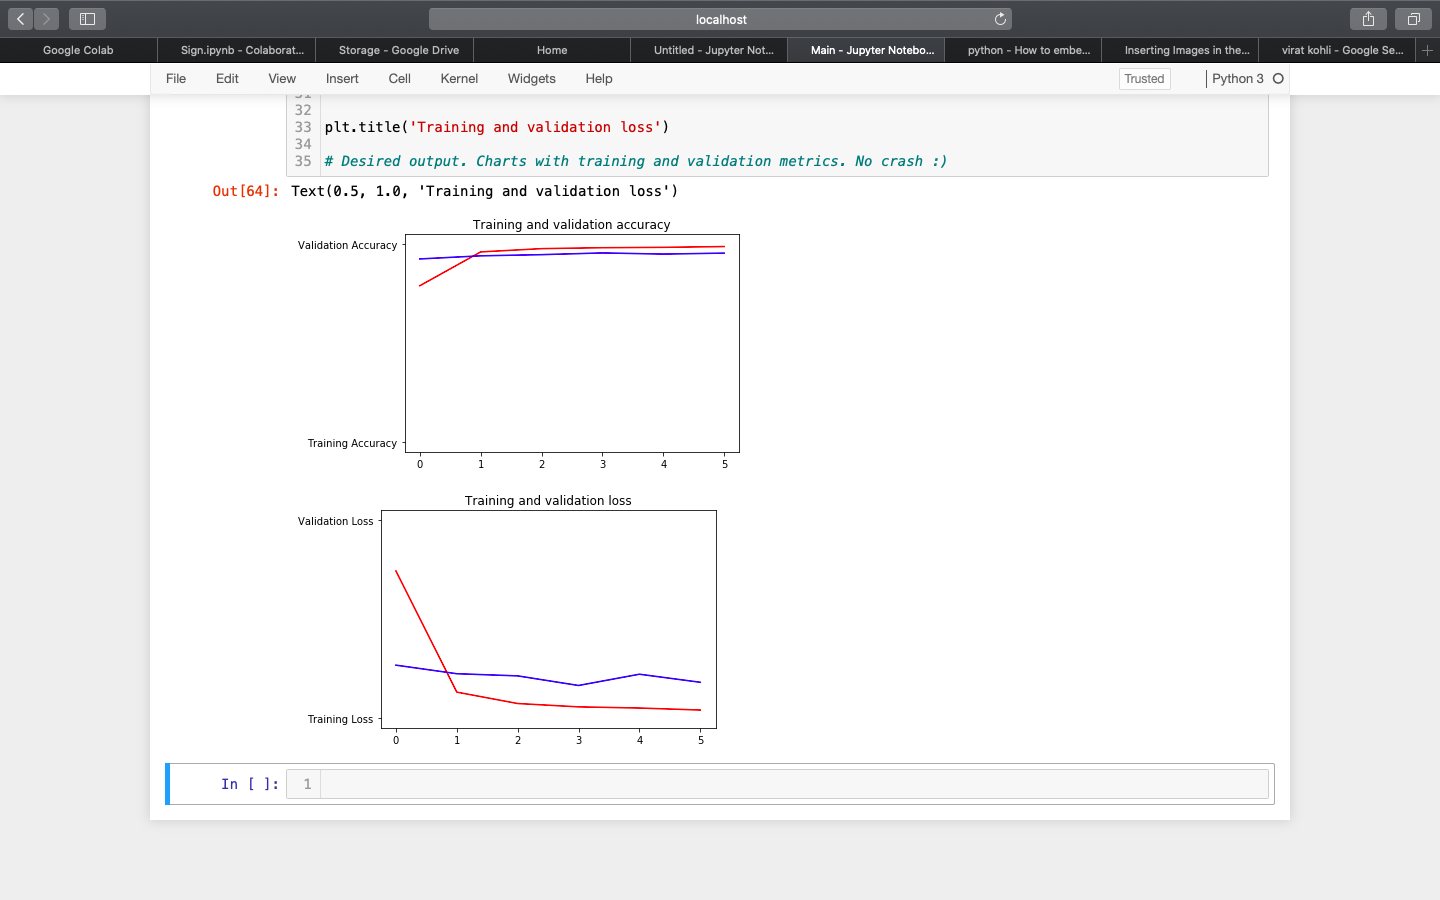 localhost
Google Colab
Sign.ipynb - Colaborat...
Storage - Google Drive
Home
Untitled - Jupyter Not...
Main - Jupyter Notebo...
python - How to embe...
Inserting Images in the...
virat kohli - Google Se...
File Edit View Insert Cell Kernel Widgets Help Trusted Python 3
32
33 plt.title('Training and validation loss')
34
35 # Desired output. Charts with training and validation metrics. No crash :)
Out[64]: Text(0.5, 1.0, 'Training and validation loss')
Training and validation accuracy
Validation Accuracy
Training Accuracy
0 1 2 3 4 5
Training and validation loss
Validation Loss
Training Loss
0 1 2 3 4 5
In [ ]: 1